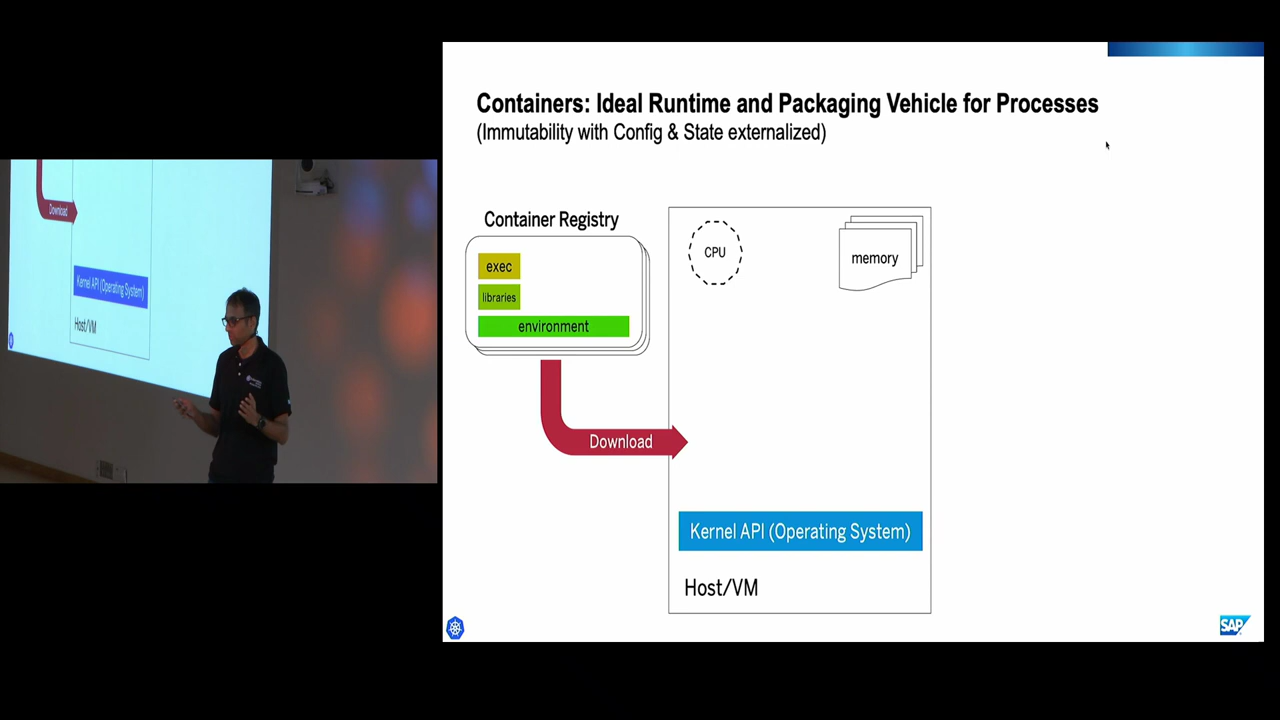 Containers: Ideal Runtime and Packaging Vehicle for Processes
(Immutability with Config & State externalized)
Container Registry
exec
libraries
environment
Download
CPU
memory
Kernel API (Operating System)
Host/VM
SAP
Download
Kernel API (Operating System)
Host/VM